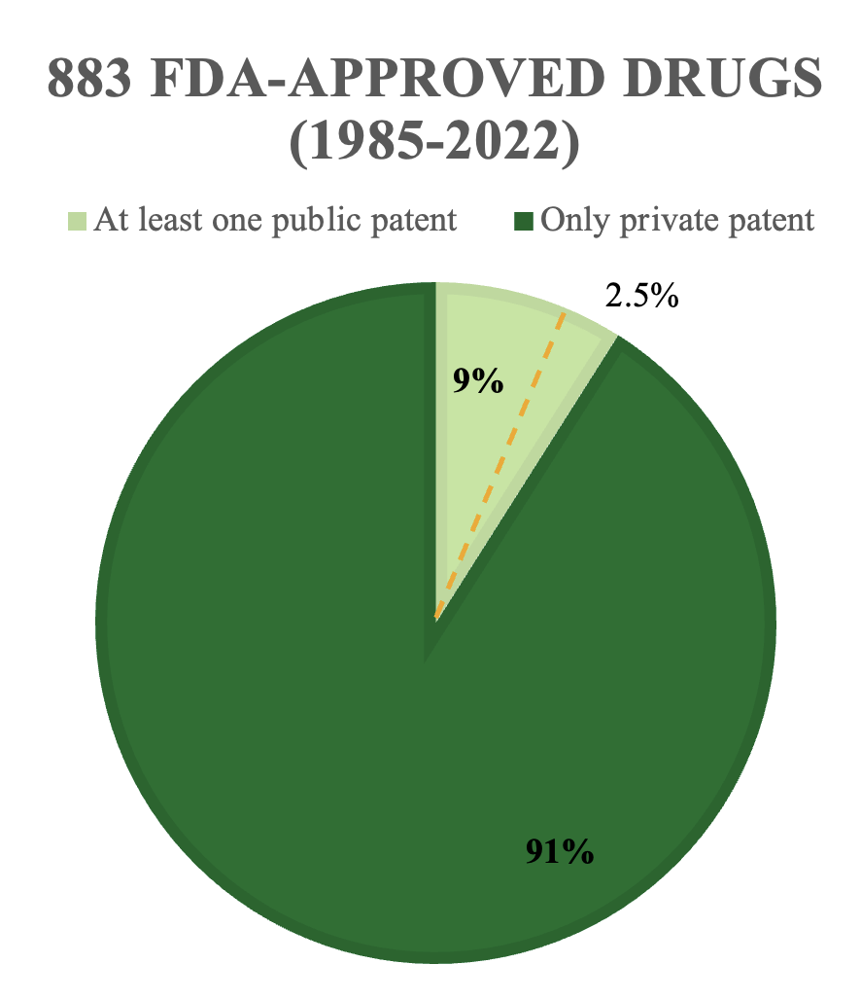 883 FDA-APPROVED DRUGS
(1985-2022)
At least one public patent Only private patent
2.5%
9%
91%